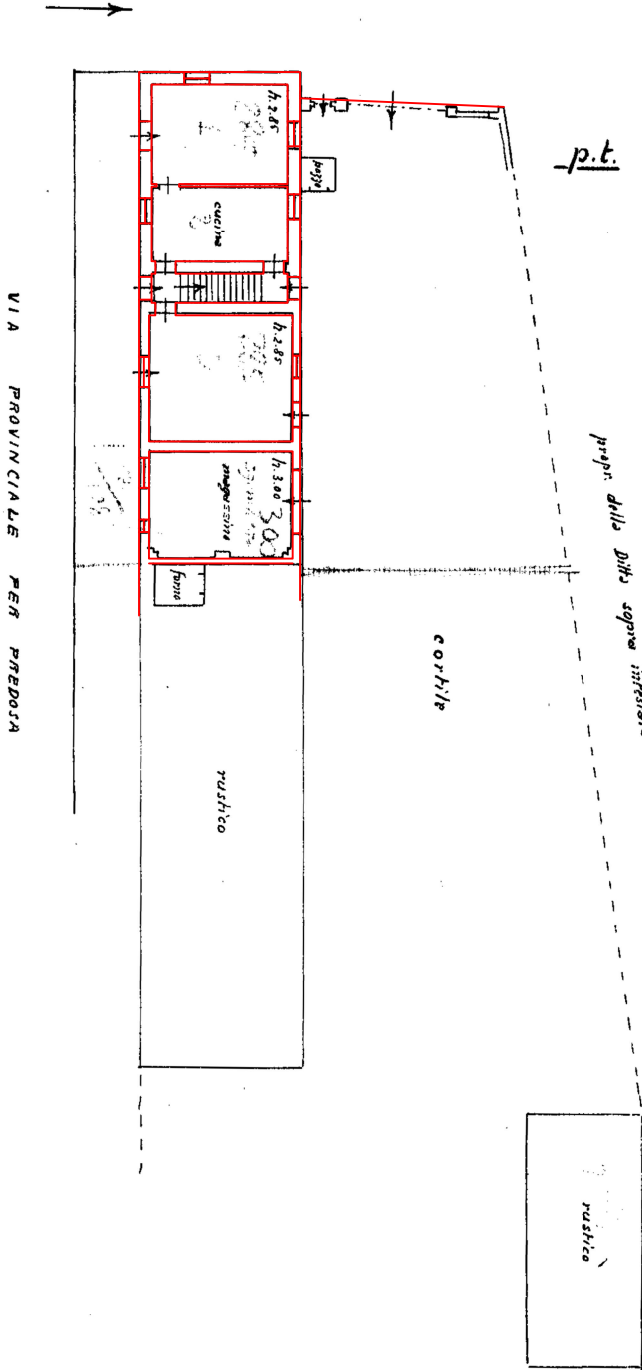 p.t.
h. 2.85
pozzo
cucina
h. 2.85
h. 3.00
300
magazzino
forno
VIA PROVINCIALE PER PREDOSA
propr. della Ditta sopra
cortile
rustico
rustico